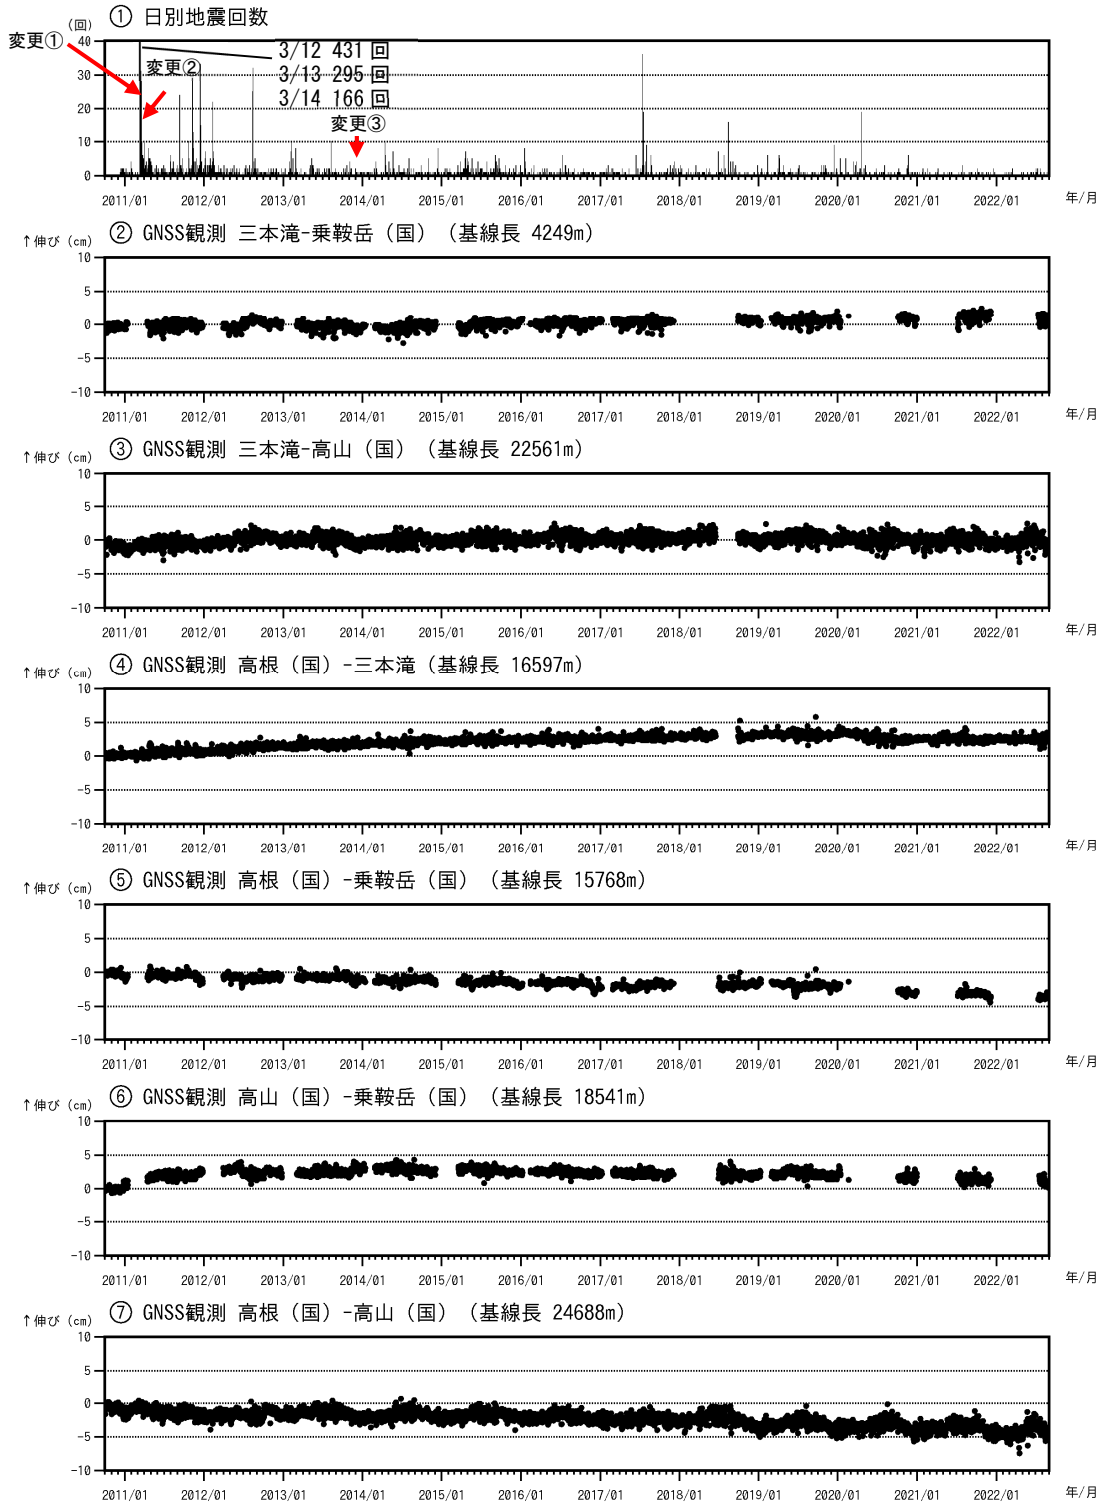 ① 日別地震回数
(回)
変更①
変更②
3/12 431 回
3/13 295 回
3/14 166 回
変更③
40
30
20
10
0
2011/01 2012/01 2013/01 2014/01 2015/01 2016/01 2017/01 2018/01 2019/01 2020/01 2021/01 2022/01 年/月
② GNSS観測 三本滝-乗鞍岳（国）（基線長 4249m）
↑伸び（cm）
10
5
0
-5
-10
2011/01 2012/01 2013/01 2014/01 2015/01 2016/01 2017/01 2018/01 2019/01 2020/01 2021/01 2022/01 年/月
③ GNSS観測 三本滝-高山（国）（基線長 22561m）
↑伸び（cm）
10
5
0
-5
-10
2011/01 2012/01 2013/01 2014/01 2015/01 2016/01 2017/01 2018/01 2019/01 2020/01 2021/01 2022/01 年/月
④ GNSS観測 高根（国）-三本滝（基線長 16597m）
↑伸び（cm）
10
5
0
-5
-10
2011/01 2012/01 2013/01 2014/01 2015/01 2016/01 2017/01 2018/01 2019/01 2020/01 2021/01 2022/01 年/月
⑤ GNSS観測 高根（国）-乗鞍岳（国）（基線長 15768m）
↑伸び（cm）
10
5
0
-5
-10
2011/01 2012/01 2013/01 2014/01 2015/01 2016/01 2017/01 2018/01 2019/01 2020/01 2021/01 2022/01 年/月
⑥ GNSS観測 高山（国）-乗鞍岳（国）（基線長 18541m）
↑伸び（cm）
10
5
0
-5
-10
2011/01 2012/01 2013/01 2014/01 2015/01 2016/01 2017/01 2018/01 2019/01 2020/01 2021/01 2022/01 年/月
⑦ GNSS観測 高根（国）-高山（国）（基線長 24688m）
↑伸び（cm）
10
5
0
-5
-10
2011/01 2012/01 2013/01 2014/01 2015/01 2016/01 2017/01 2018/01 2019/01 2020/01 2021/01 2022/01 年/月